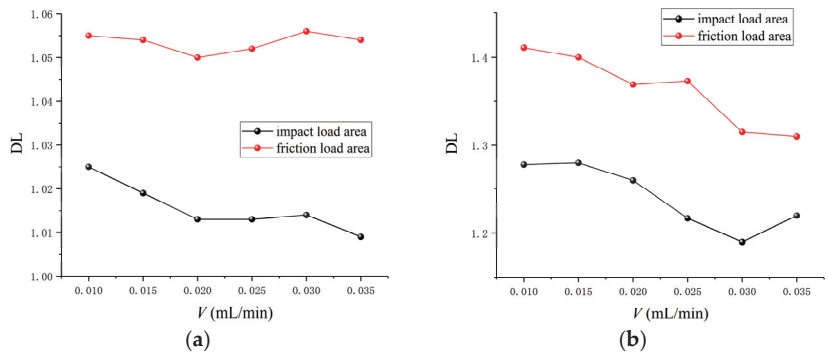 1.06
1.05
1.04
1.03
1.02
1.01
1.00
DL
impact load area
friction load area
0.010 0.015 0.020 0.025 0.030 0.035
V (mL/min)
(a)
1.4
1.3
1.2
DL
impact load area
friction load area
0.010 0.015 0.020 0.025 0.030 0.035
V (mL/min)
(b)